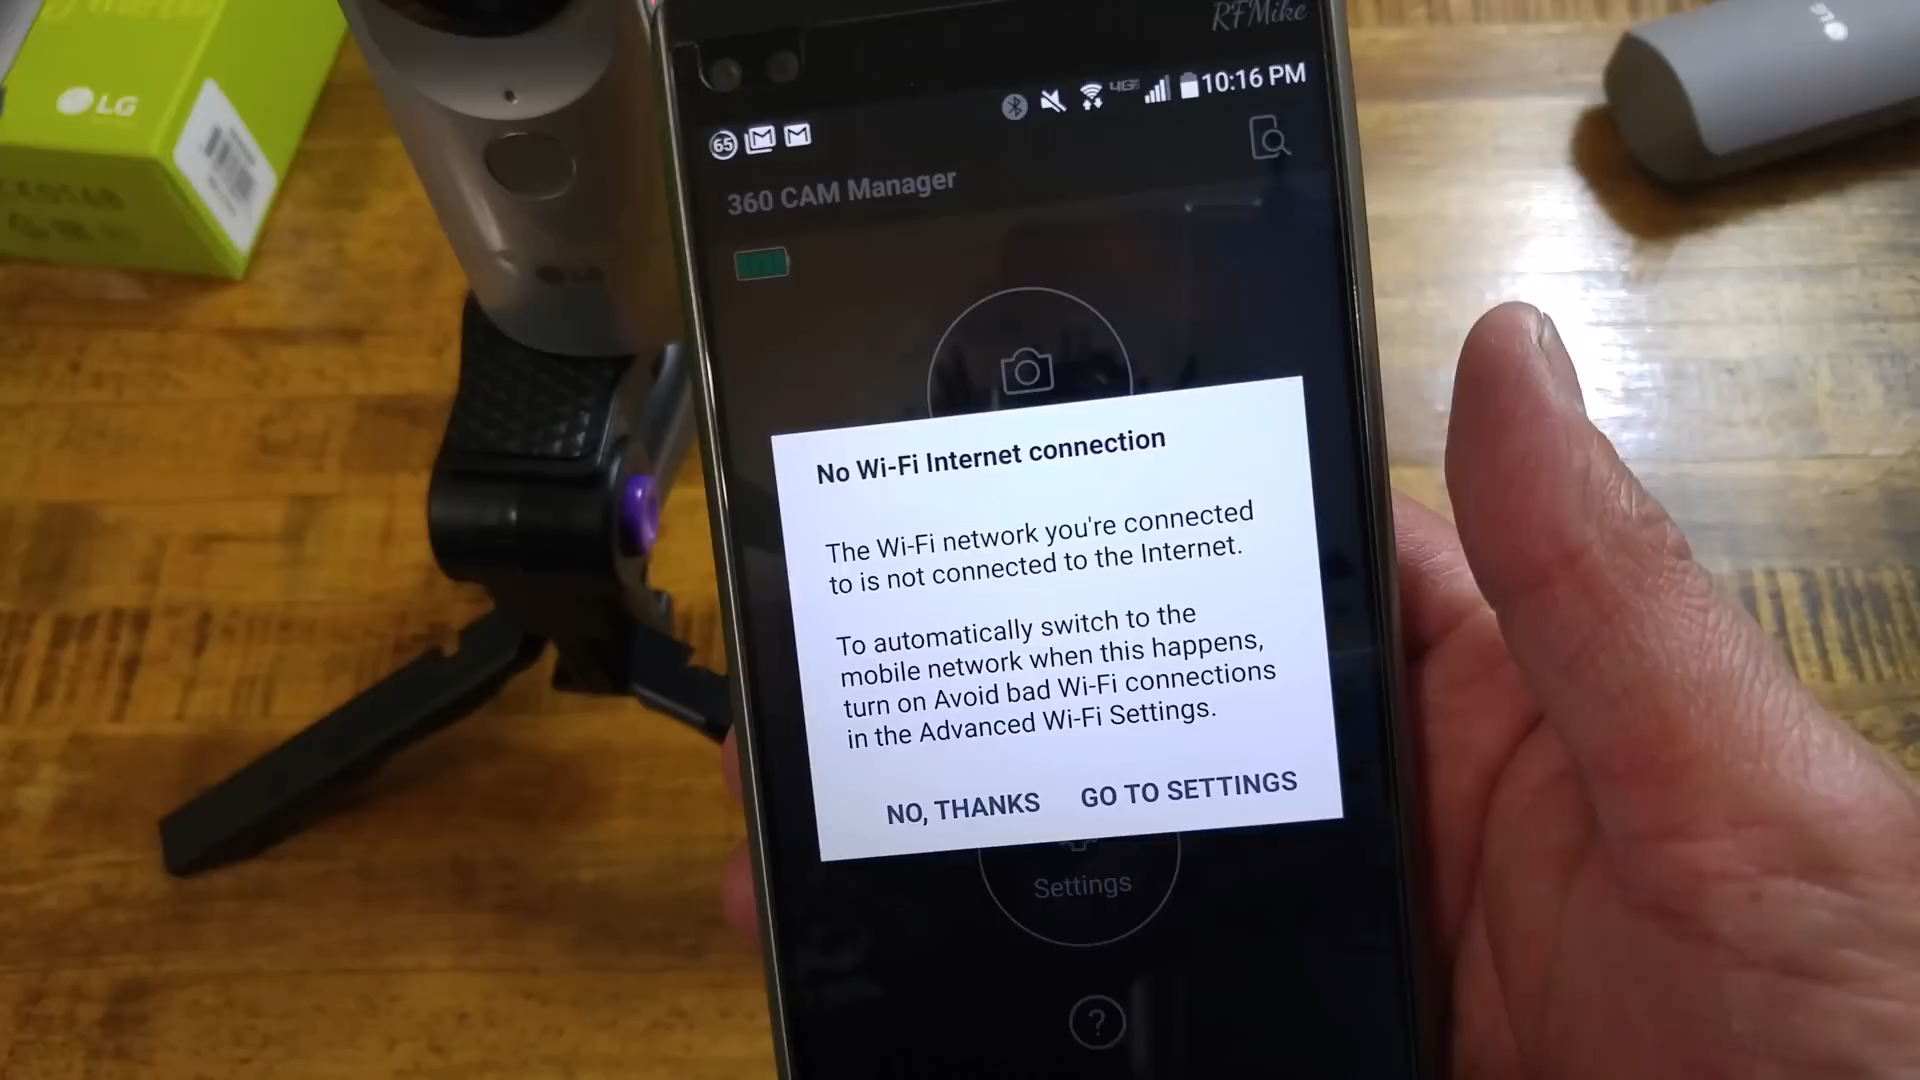 RFMike
LG
LG
4G
10:16 PM
65
360 CAM Manager
LG
No Wi-Fi Internet connection
The Wi-Fi network you're connected
to is not connected to the Internet.
To automatically switch to the
mobile network when this happens,
turn on Avoid bad Wi-Fi connections
in the Advanced Wi-Fi Settings.
NO, THANKS GO TO SETTINGS
Settings
?